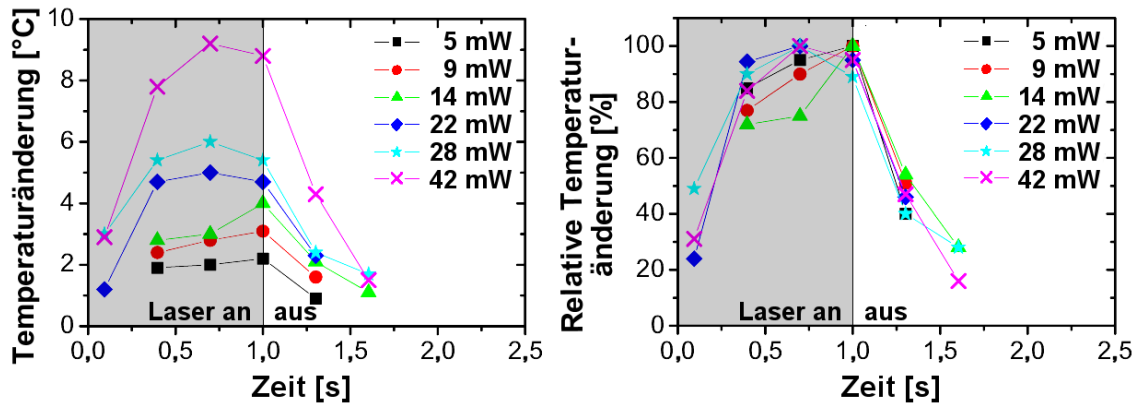 Temperaturänderung [°C]
10
8
6
4
2
0
5 mW
9 mW
14 mW
22 mW
28 mW
42 mW
Laser an aus
0,0 0,5 1,0 1,5 2,0 2,5
Zeit [s]
Relative Temperatur-
änderung [%]
100
80
60
40
20
0
5 mW
9 mW
14 mW
22 mW
28 mW
42 mW
Laser an aus
0,0 0,5 1,0 1,5 2,0 2,5
Zeit [s]